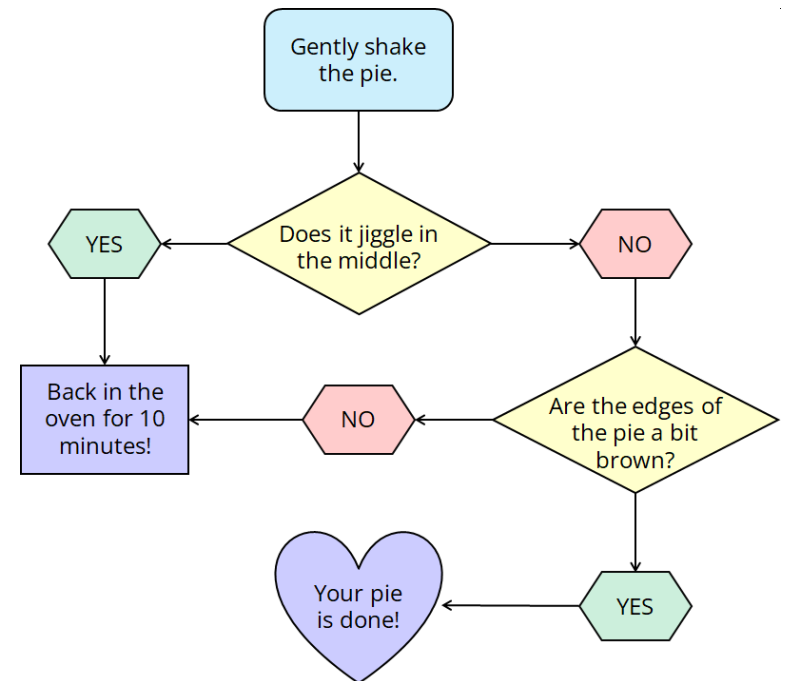 Gently shake
the pie.
YES
Does it jiggle in
the middle?
NO
Back in the
oven for 10
minutes!
NO
Are the edges of
the pie a bit
brown?
Your pie
is done!
YES